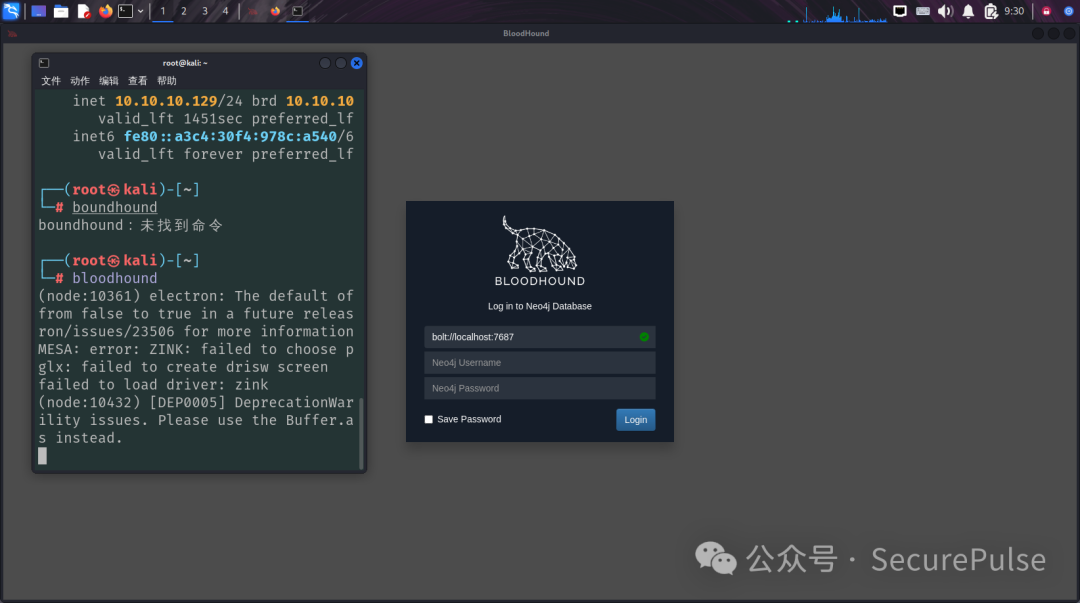 1 2 3 4
9:30
BloodHound
root@kali: ~
文件 动作 编辑 查看 帮助
inet 10.10.10.129/24 brd 10.10.10
valid_lft 1451sec preferred_lf
inet6 fe80::a3c4:30f4:978c:a540/6
valid_lft forever preferred_lf
┌──(root㉿kali)-[~]
└─# boundhound
boundhound：未找到命令
┌──(root㉿kali)-[~]
└─# bloodhound
(node:10361) electron: The default of
from false to true in a future releas
ron/issues/23506 for more information
MESA: error: ZINK: failed to choose p
glx: failed to create drisw screen
failed to load driver: zink
(node:10432) [DEP0005] DeprecationWar
ility issues. Please use the Buffer.a
s instead.
BLOODHOUND
Log in to Neo4j Database
bolt://localhost:7687
Neo4j Username
Neo4j Password
Save Password
Login
公众号 · SecurePulse